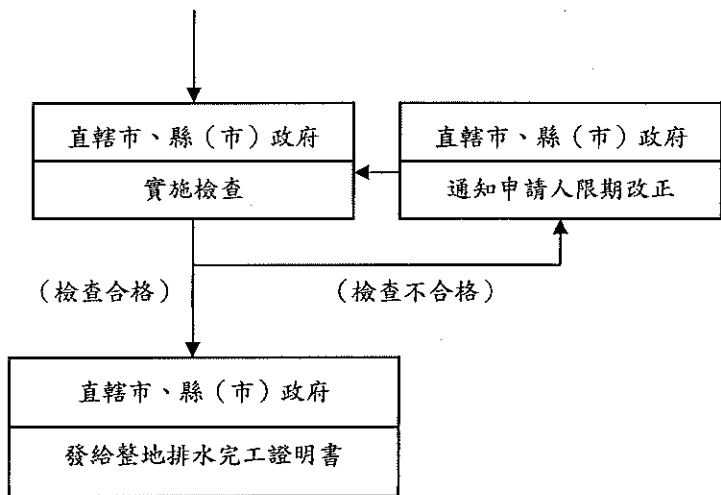 直轄市、縣（市）政府
實施檢查
直轄市、縣（市）政府
通知申請人限期改正
（檢查合格）
（檢查不合格）
直轄市、縣（市）政府
發給整地排水完工證明書